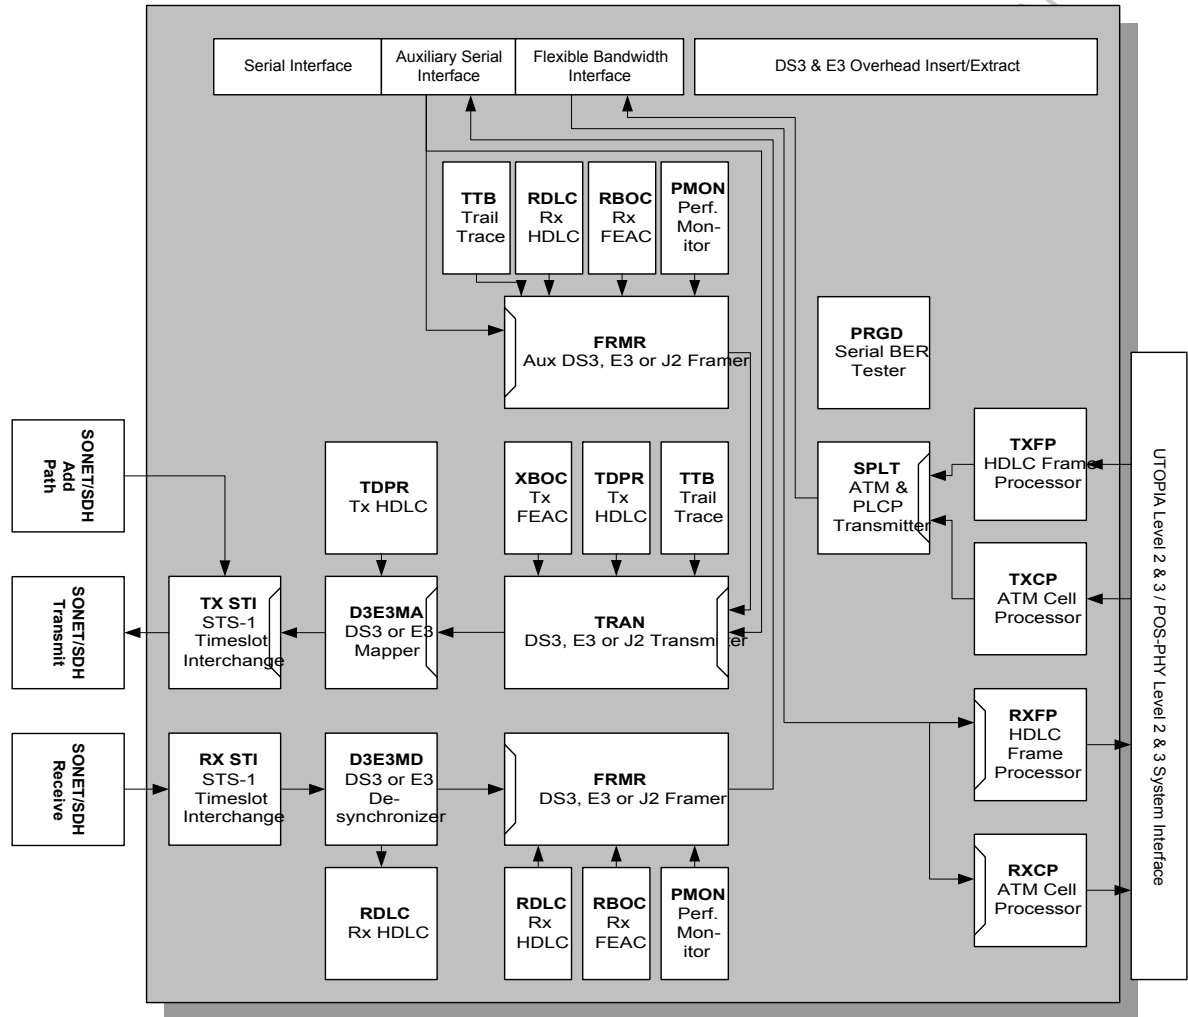 Serial Interface
Auxiliary Serial
Interface
Flexible Bandwidth
Interface
DS3 & E3 Overhead Insert/Extract
TTB
Trail
Trace
RDLC
Rx
HDLC
RBOC
Rx
FEAC
PMON
Perf.
Mon-
itor
FRMR
Aux DS3, E3 or J2 Framer
PRGD
Serial BER
Tester
SONET/SDH
Add
Path
TDPR
Tx HDLC
XBOC
Tx
FEAC
TDPR
Tx
HDLC
TTB
Trail
Trace
SPLT
ATM &
PLCP
Transmitter
TXFP
HDLC Frame
Processor
TXCP
ATM Cell
Processor
SONET/SDH
Transmit
TX STI
STS-1
Timeslot
Interchange
D3E3MA
DS3 or E3
Mapper
TRAN
DS3, E3 or J2 Transmitter
RXFP
HDLC
Frame
Processor
SONET/SDH
Receive
RX STI
STS-1
Timeslot
Interchange
D3E3MD
DS3 or E3
De-
synchronizer
FRMR
DS3, E3 or J2 Framer
RXCP
ATM Cell
Processor
RDLC
Rx HDLC
RDLC
Rx
HDLC
RBOC
Rx
FEAC
PMON
Perf.
Mon-
itor
UTOPIA Level 2 & 3 / POS-PHY Level 2 & 3 System Interface